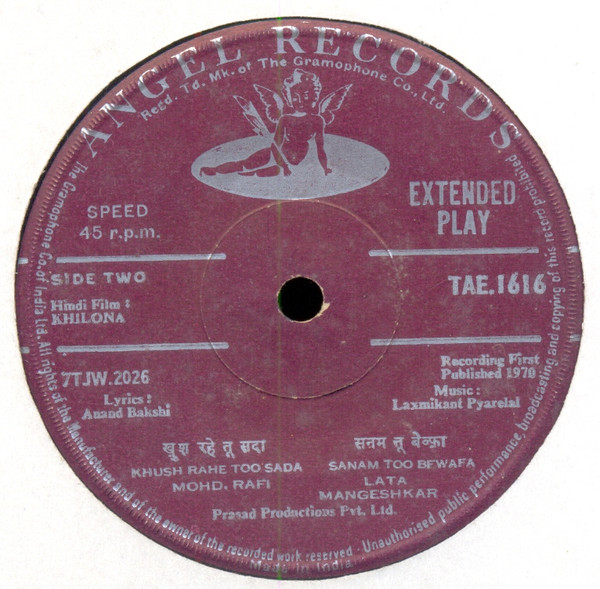 ANGEL RECORDS
Regd. Td. Mk. of The Gramophone Co., Ltd.
SPEED
45 r.p.m.
EXTENDED
PLAY
SIDE TWO
TAE.1616
Hindi Film :
KHILONA
7TJW.2026
Recording First
Published 1970
Lyrics :
Anand Bakshi
Music :
Laxmikant Pyarelal
खुश रहे तू सदा
KHUSH RAHE TOO SADA
MOHD. RAFI
सनम तू बेवफ़ा
SANAM TOO BEWAFA
LATA
MANGESHKAR
Prasad Productions Pvt. Ltd.
The Gramophone Co. of India Ltd. All rights of the Manufacturer and of the owner of the recorded work reserved · Unauthorised public performance, broadcasting and copying of this record prohibited
Made in India